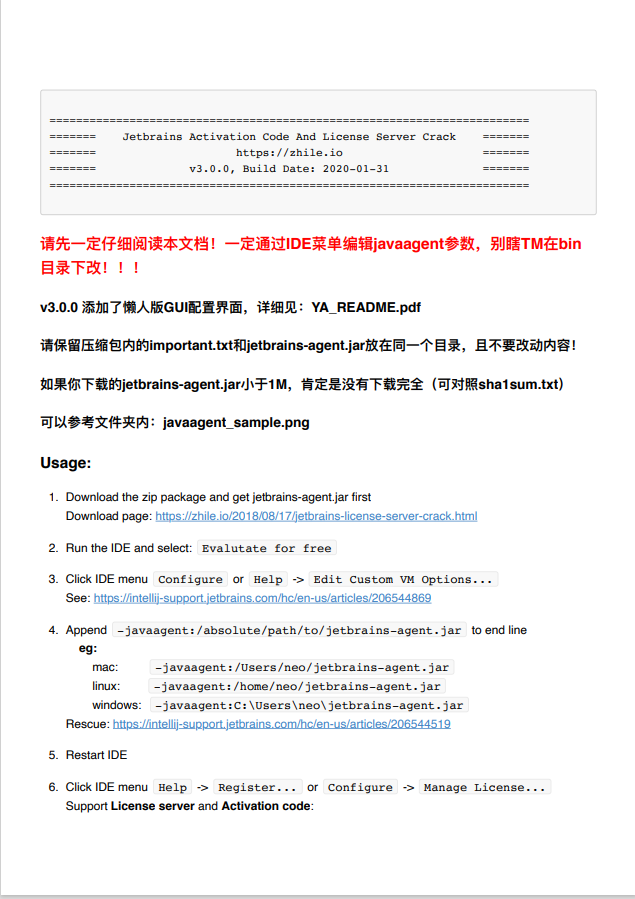 ========================================================================
=======    Jetbrains Activation Code And License Server Crack    =======
=======                     https://zhile.io                     =======
=======              v3.0.0, Build Date: 2020-01-31              =======
========================================================================
请先一定仔细阅读本文档！一定通过IDE菜单编辑javaagent参数，别瞎TM在bin
目录下改！！！
v3.0.0 添加了懒人版GUI配置界面，详细见：YA_README.pdf
请保留压缩包内的important.txt和jetbrains-agent.jar放在同一个目录，且不要改动内容！
如果你下载的jetbrains-agent.jar小于1M，肯定是没有下载完全（可对照sha1sum.txt）
可以参考文件夹内：javaagent_sample.png
Usage:
1. Download the zip package and get jetbrains-agent.jar first
Download page: https://zhile.io/2018/08/17/jetbrains-license-server-crack.html
2. Run the IDE and select: Evalutate for free
3. Click IDE menu Configure or Help -> Edit Custom VM Options...
See: https://intellij-support.jetbrains.com/hc/en-us/articles/206544869
4. Append -javaagent:/absolute/path/to/jetbrains-agent.jar to end line
eg:
mac: -javaagent:/Users/neo/jetbrains-agent.jar
linux: -javaagent:/home/neo/jetbrains-agent.jar
windows: -javaagent:C:\Users\neo\jetbrains-agent.jar
Rescue: https://intellij-support.jetbrains.com/hc/en-us/articles/206544519
5. Restart IDE
6. Click IDE menu Help -> Register... or Configure -> Manage License...
Support License server and Activation code: